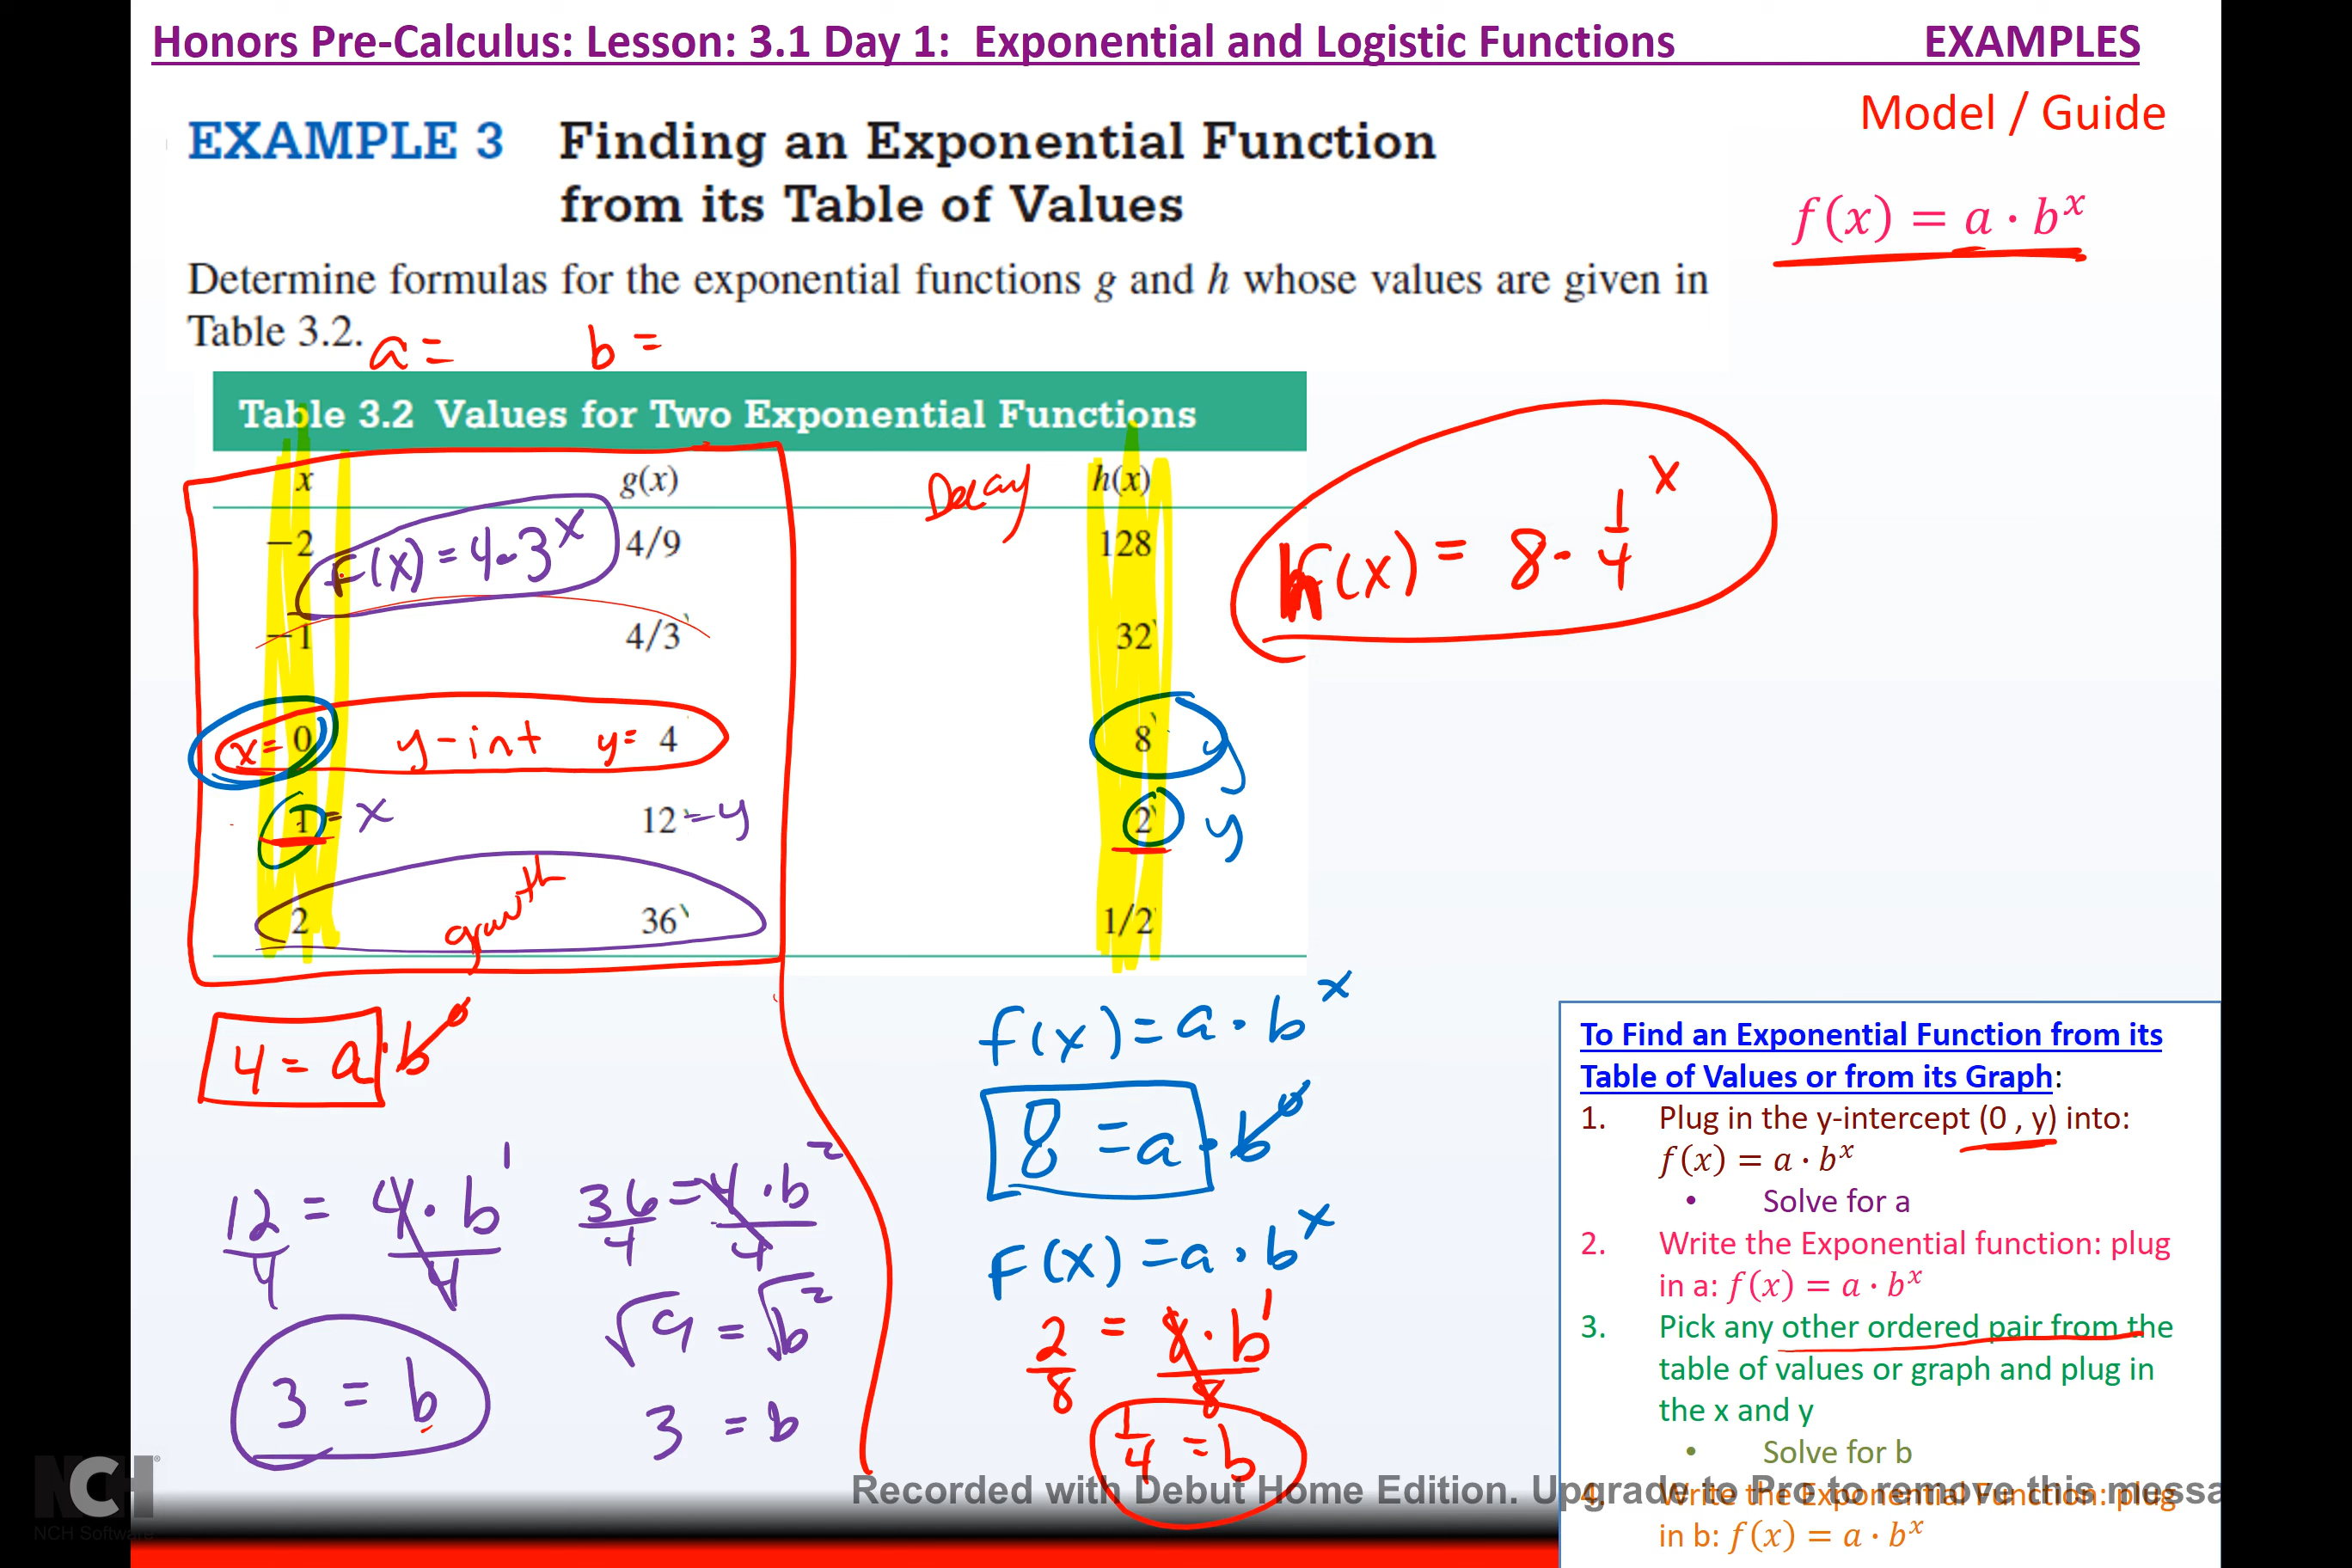 Honors Pre-Calculus: Lesson: 3.1 Day 1: Exponential and Logistic Functions EXAMPLES
Model / Guide
EXAMPLE 3 Finding an Exponential Function
from its Table of Values
f(x) = a · b^x
Determine formulas for the exponential functions g and h whose values are given in
Table 3.2.
a = b =
Table 3.2 Values for Two Exponential Functions
x g(x) Decay h(x)
−2 f(x) = 4 · 3^x 4/9 128
h(x) = 8 · 1/4^x
−1 4/3 32
x = 0 y-int y = 4 8 y
1 = x 12 = y 2 y
2 growth 36 1/2
4 = a · b^0
12/4 = 4 · b^1/4
3 = b
36/4 = 4 · b^2/4
√9 = √b^2
3 = b
f(x) = a · b^x
8 = a · b^0
f(x) = a · b^x
2/8 = 8 · b^1/8
1/4 = b
To Find an Exponential Function from its
Table of Values or from its Graph:
1. Plug in the y-intercept (0 , y) into:
f(x) = a · b^x
• Solve for a
2. Write the Exponential function: plug
in a: f(x) = a · b^x
3. Pick any other ordered pair from the
table of values or graph and plug in
the x and y
• Solve for b
4. Write the Exponential Function: plug
in b: f(x) = a · b^x
Recorded with Debut Home Edition. Upgrade to Pro to remove this messa
NCH
NCH Software